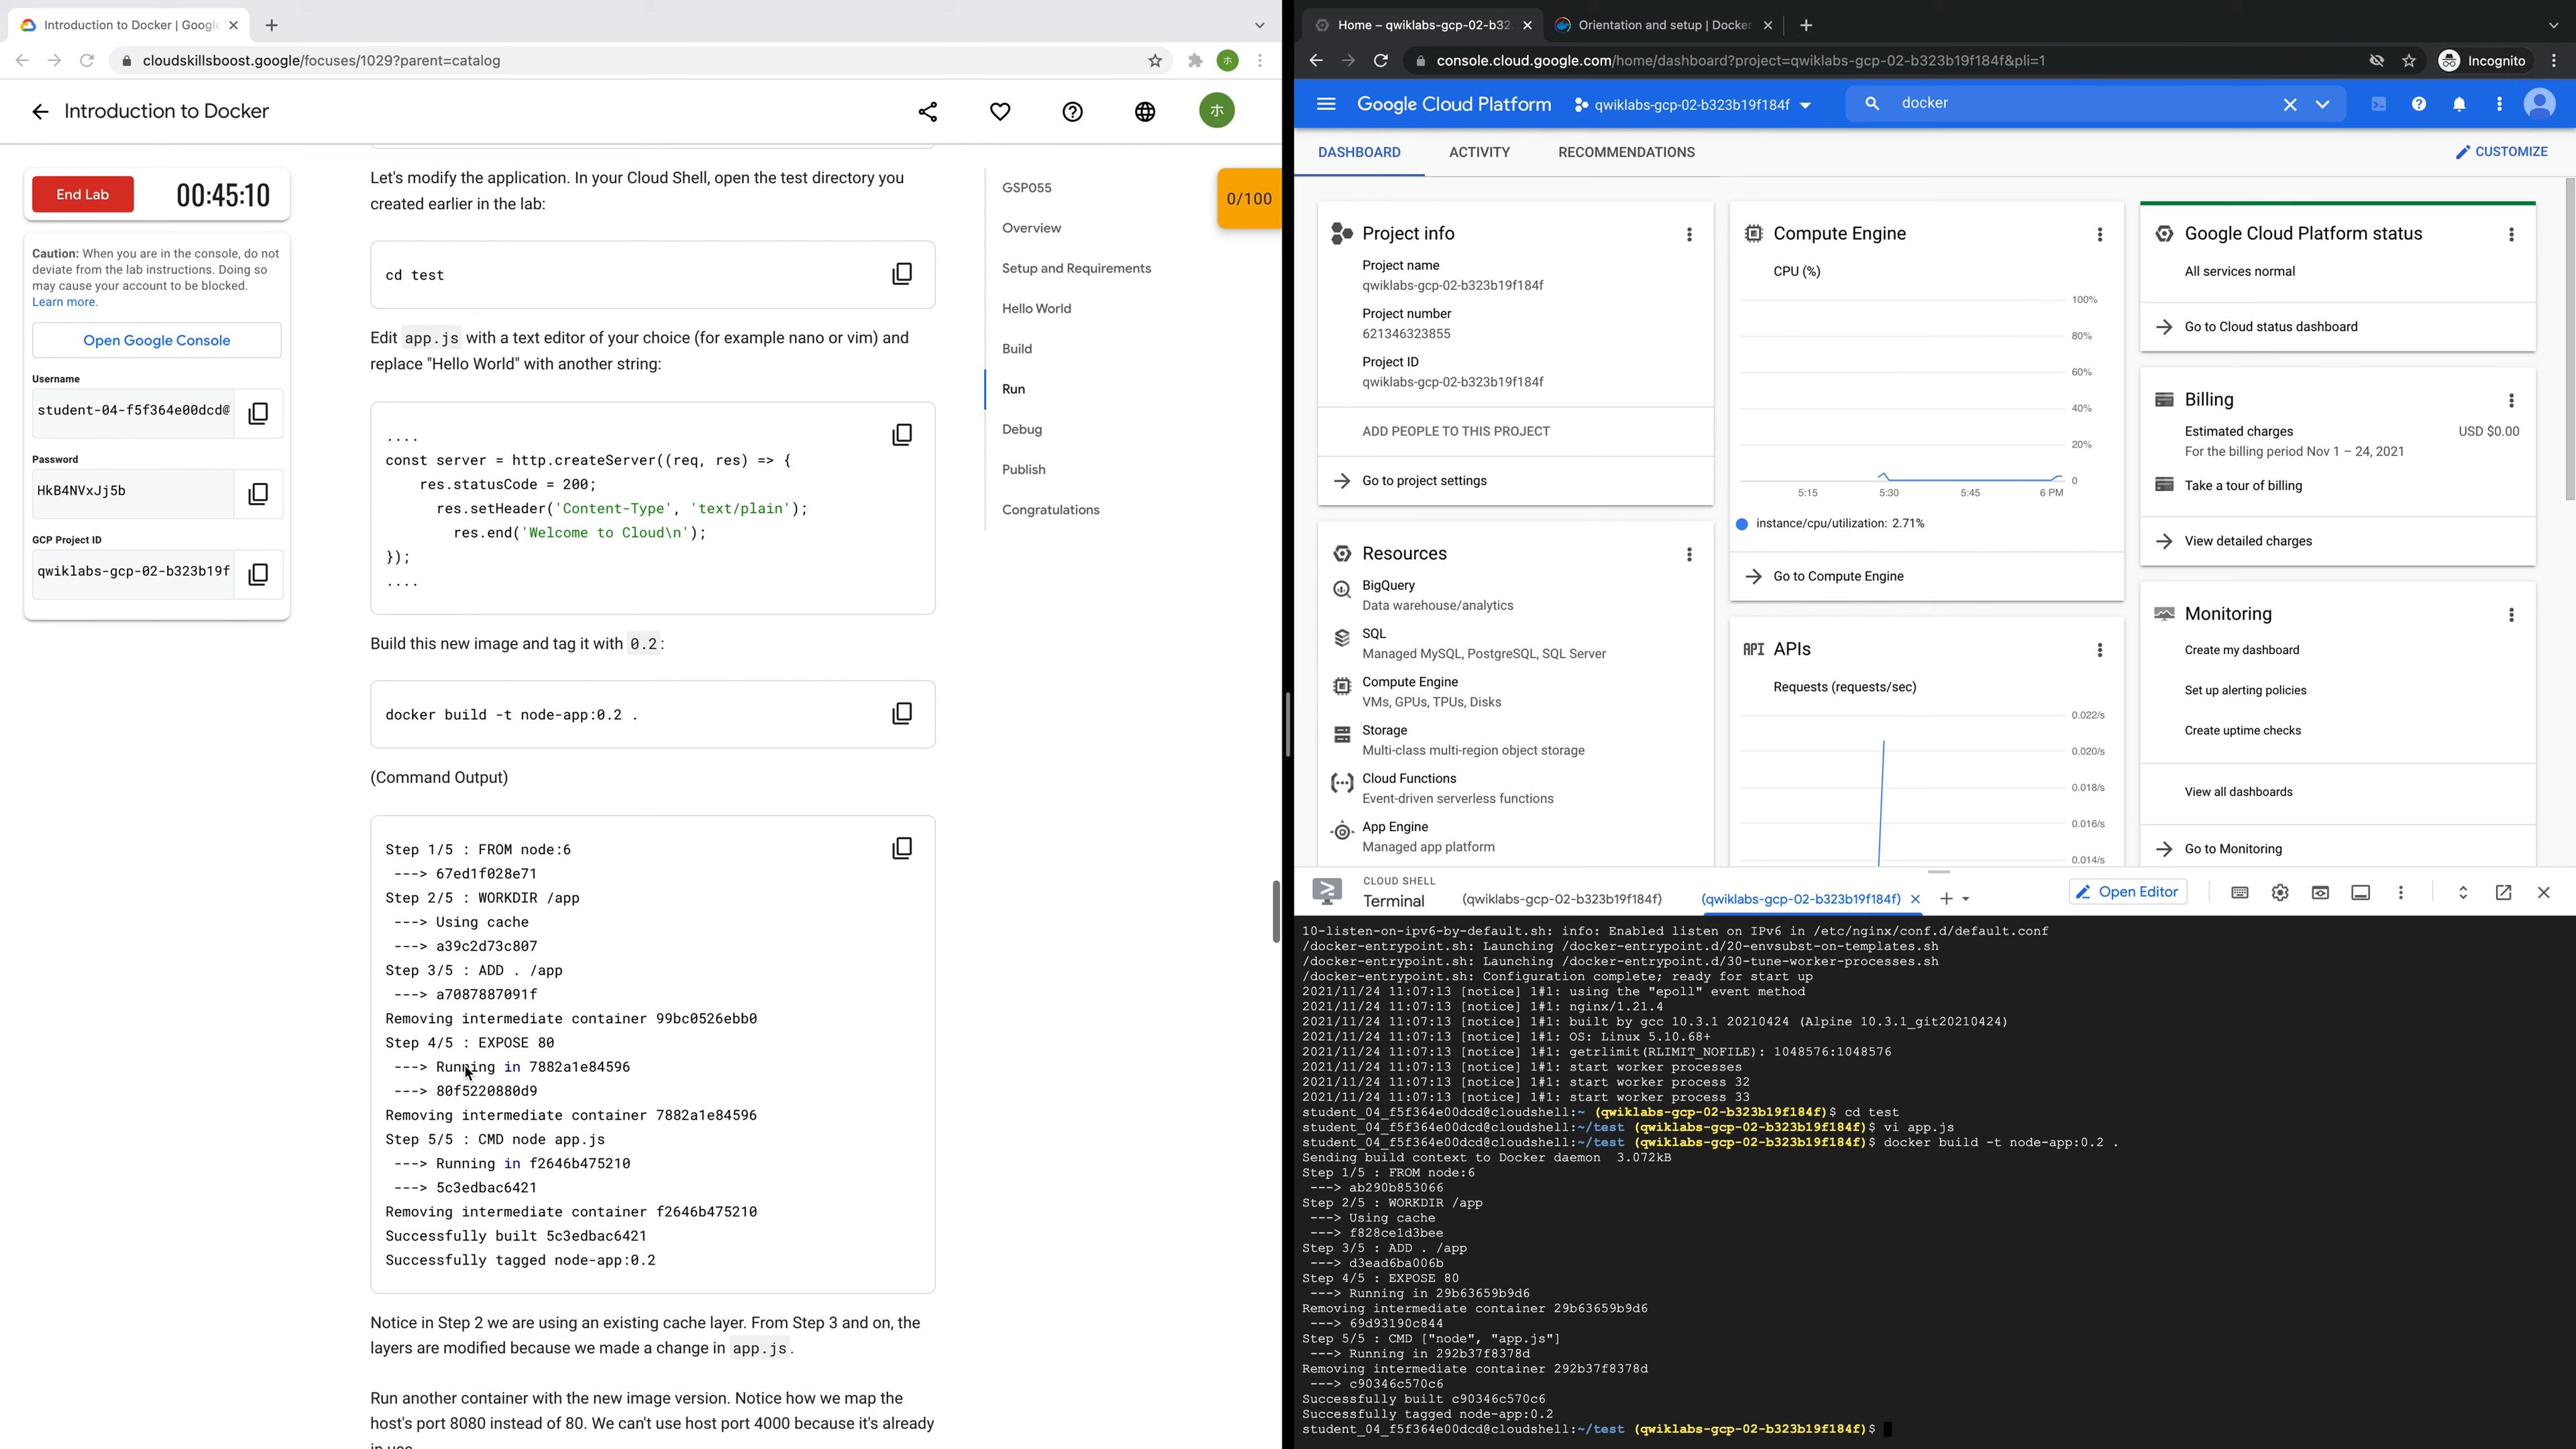 Introduction to Docker | Googl
cloudskillsboost.google/focuses/1029?parent=catalog
ホ
Introduction to Docker
ホ
End Lab
00:45:10
Caution: When you are in the console, do not
deviate from the lab instructions. Doing so
may cause your account to be blocked.
Learn more.
Open Google Console
Username
student-04-f5f364e00dcd@
Password
HkB4NVxJj5b
GCP Project ID
qwiklabs-gcp-02-b323b19f
Let's modify the application. In your Cloud Shell, open the test directory you
created earlier in the lab:
cd test
Edit app.js with a text editor of your choice (for example nano or vim) and
replace "Hello World" with another string:
....
const server = http.createServer((req, res) => {
res.statusCode = 200;
res.setHeader('Content-Type', 'text/plain');
res.end('Welcome to Cloud\n');
});
....
Build this new image and tag it with 0.2:
docker build -t node-app:0.2 .
(Command Output)
Step 1/5 : FROM node:6
---> 67ed1f028e71
Step 2/5 : WORKDIR /app
---> Using cache
---> a39c2d73c807
Step 3/5 : ADD . /app
---> a7087887091f
Removing intermediate container 99bc0526ebb0
Step 4/5 : EXPOSE 80
---> Running in 7882a1e84596
---> 80f5220880d9
Removing intermediate container 7882a1e84596
Step 5/5 : CMD node app.js
---> Running in f2646b475210
---> 5c3edbac6421
Removing intermediate container f2646b475210
Successfully built 5c3edbac6421
Successfully tagged node-app:0.2
Notice in Step 2 we are using an existing cache layer. From Step 3 and on, the
layers are modified because we made a change in app.js.
Run another container with the new image version. Notice how we map the
host's port 8080 instead of 80. We can't use host port 4000 because it's already
in use.
GSP055
Overview
Setup and Requirements
Hello World
Build
Run
Debug
Publish
Congratulations
0/100
Home – qwiklabs-gcp-02-b32
Orientation and setup | Docker
console.cloud.google.com/home/dashboard?project=qwiklabs-gcp-02-b323b19f184f&pli=1
Incognito
Google Cloud Platform
qwiklabs-gcp-02-b323b19f184f
docker
DASHBOARD
ACTIVITY
RECOMMENDATIONS
CUSTOMIZE
Project info
Project name
qwiklabs-gcp-02-b323b19f184f
Project number
621346323855
Project ID
qwiklabs-gcp-02-b323b19f184f
ADD PEOPLE TO THIS PROJECT
Go to project settings
Resources
BigQuery
Data warehouse/analytics
SQL
Managed MySQL, PostgreSQL, SQL Server
Compute Engine
VMs, GPUs, TPUs, Disks
Storage
Multi-class multi-region object storage
Cloud Functions
Event-driven serverless functions
App Engine
Managed app platform
Compute Engine
CPU (%)
100%
80%
60%
40%
20%
0
5:15
5:30
5:45
6 PM
instance/cpu/utilization: 2.71%
Go to Compute Engine
API APIs
Requests (requests/sec)
0.022/s
0.020/s
0.018/s
0.016/s
0.014/s
Google Cloud Platform status
All services normal
Go to Cloud status dashboard
Billing
Estimated charges
USD $0.00
For the billing period Nov 1 – 24, 2021
Take a tour of billing
View detailed charges
Monitoring
Create my dashboard
Set up alerting policies
Create uptime checks
View all dashboards
Go to Monitoring
CLOUD SHELL
Terminal
(qwiklabs-gcp-02-b323b19f184f)
(qwiklabs-gcp-02-b323b19f184f)
Open Editor
10-listen-on-ipv6-by-default.sh: info: Enabled listen on IPv6 in /etc/nginx/conf.d/default.conf
/docker-entrypoint.sh: Launching /docker-entrypoint.d/20-envsubst-on-templates.sh
/docker-entrypoint.sh: Launching /docker-entrypoint.d/30-tune-worker-processes.sh
/docker-entrypoint.sh: Configuration complete; ready for start up
2021/11/24 11:07:13 [notice] 1#1: using the "epoll" event method
2021/11/24 11:07:13 [notice] 1#1: nginx/1.21.4
2021/11/24 11:07:13 [notice] 1#1: built by gcc 10.3.1 20210424 (Alpine 10.3.1_git20210424)
2021/11/24 11:07:13 [notice] 1#1: OS: Linux 5.10.68+
2021/11/24 11:07:13 [notice] 1#1: getrlimit(RLIMIT_NOFILE): 1048576:1048576
2021/11/24 11:07:13 [notice] 1#1: start worker processes
2021/11/24 11:07:13 [notice] 1#1: start worker process 32
2021/11/24 11:07:13 [notice] 1#1: start worker process 33
student_04_f5f364e00dcd@cloudshell:~ (qwiklabs-gcp-02-b323b19f184f)$ cd test
student_04_f5f364e00dcd@cloudshell:~/test (qwiklabs-gcp-02-b323b19f184f)$ vi app.js
student_04_f5f364e00dcd@cloudshell:~/test (qwiklabs-gcp-02-b323b19f184f)$ docker build -t node-app:0.2 .
Sending build context to Docker daemon 3.072kB
Step 1/5 : FROM node:6
---> ab290b853066
Step 2/5 : WORKDIR /app
---> Using cache
---> f828ce1d3bee
Step 3/5 : ADD . /app
---> d3ead6ba006b
Step 4/5 : EXPOSE 80
---> Running in 29b63659b9d6
Removing intermediate container 29b63659b9d6
---> 69d93190c844
Step 5/5 : CMD ["node", "app.js"]
---> Running in 292b37f8378d
Removing intermediate container 292b37f8378d
---> c90346c570c6
Successfully built c90346c570c6
Successfully tagged node-app:0.2
student_04_f5f364e00dcd@cloudshell:~/test (qwiklabs-gcp-02-b323b19f184f)$